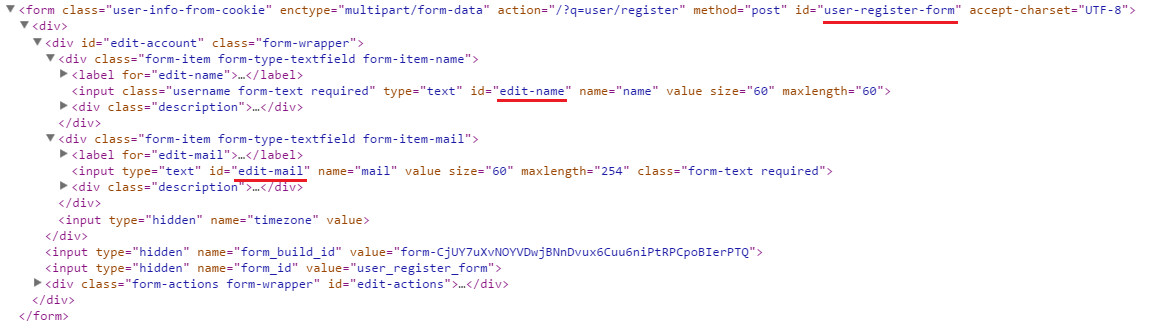 ▼<form class="user-info-from-cookie" enctype="multipart/form-data" action="/?q=user/register" method="post" id="user-register-form" accept-charset="UTF-8">
▼<div>
▼<div id="edit-account" class="form-wrapper">
▼<div class="form-item form-type-textfield form-item-name">
▶<label for="edit-name">…</label>
<input class="username form-text required" type="text" id="edit-name" name="name" value size="60" maxlength="60">
▶<div class="description">…</div>
</div>
▼<div class="form-item form-type-textfield form-item-mail">
▶<label for="edit-mail">…</label>
<input type="text" id="edit-mail" name="mail" value size="60" maxlength="254" class="form-text required">
▶<div class="description">…</div>
</div>
<input type="hidden" name="timezone" value>
</div>
<input type="hidden" name="form_build_id" value="form-CjUY7uXvNOYVDwjBNnDvux6Cuu6niPtRPCpoBIerPTQ">
<input type="hidden" name="form_id" value="user_register_form">
▶<div class="form-actions form-wrapper" id="edit-actions">…</div>
</div>
</form>